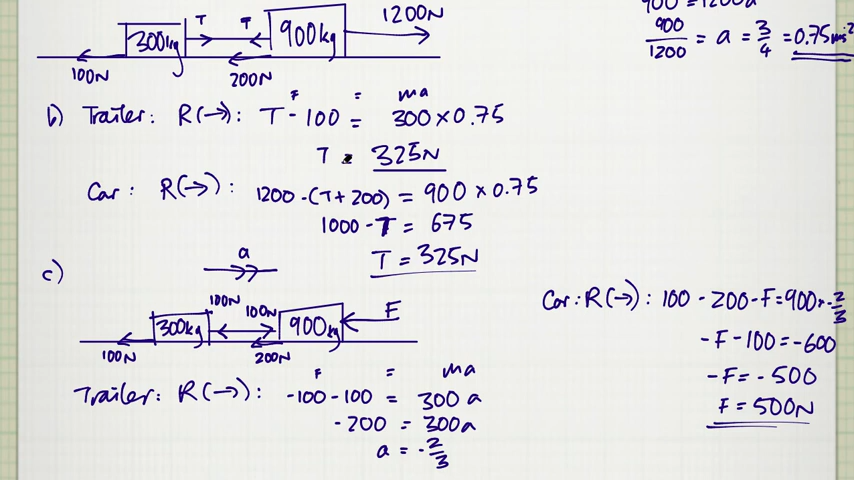 900 = 1200a
900/1200 = a = 3/4 = 0.75ms²
T T 1200N
300kg 900kg
100N 200N
F = ma
b) Trailer: R(→): T - 100 = 300 × 0.75
T = 325N
Car: R(→): 1200 - (T + 200) = 900 × 0.75
1000 - T = 675
T = 325N
c) a
100N 100N F
300kg 900kg
100N 200N
F = ma
Trailer: R(→): -100 - 100 = 300a
-200 = 300a
a = -2/3
Car: R(→): 100 - 200 - F = 900 × -2/3
-F - 100 = -600
-F = -500
F = 500N